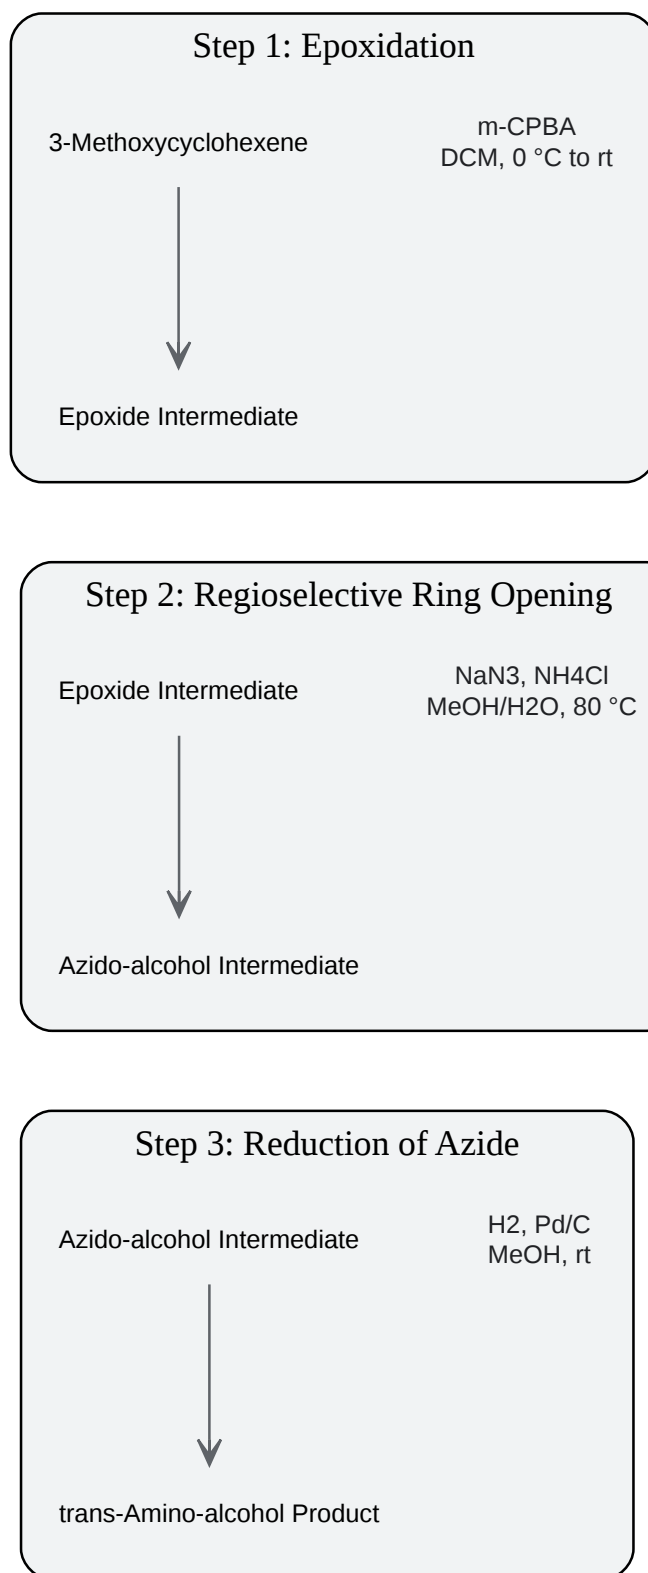 Step 1: Epoxidation
3-Methoxycyclohexene
m-CPBA
DCM, 0 °C to rt
Epoxide Intermediate
Step 2: Regioselective Ring Opening
Epoxide Intermediate
NaN3, NH4Cl
MeOH/H2O, 80 °C
Azido-alcohol Intermediate
Step 3: Reduction of Azide
Azido-alcohol Intermediate
H2, Pd/C
MeOH, rt
trans-Amino-alcohol Product